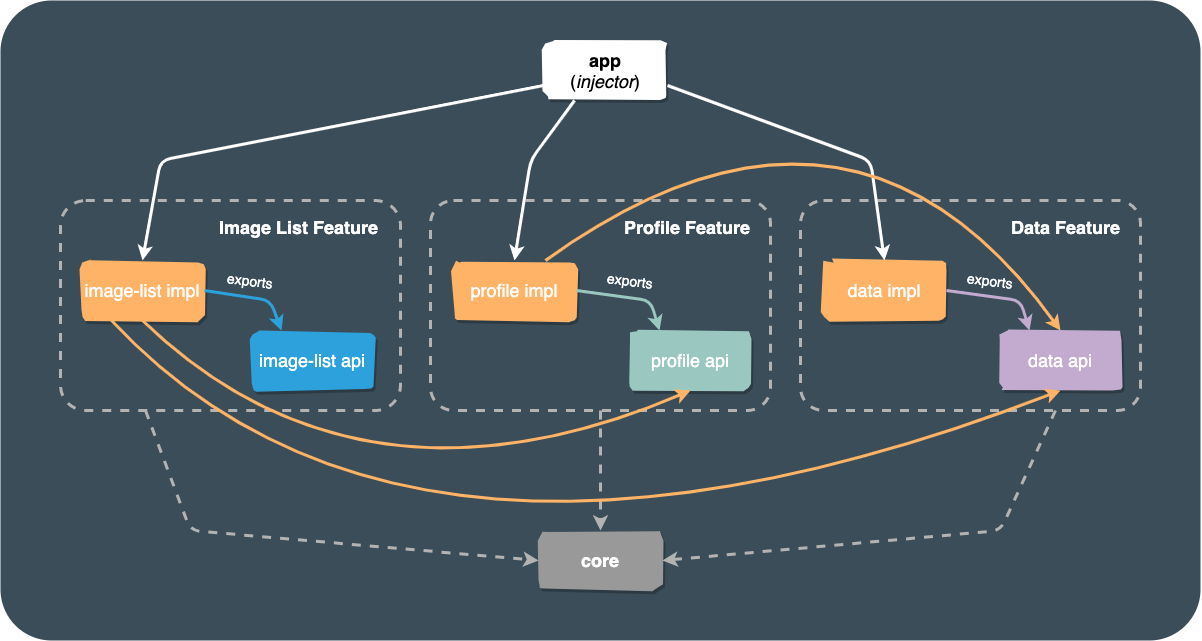 app
(injector)
Image List Feature
Profile Feature
Data Feature
image-list impl
exports
image-list api
profile impl
exports
profile api
data impl
exports
data api
core